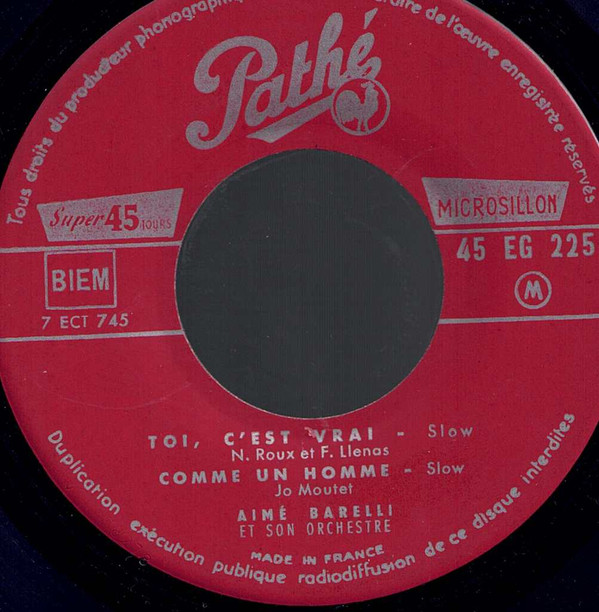 Tous droits du producteur phonographique
de l'œuvre enregistrée réservés
Pathé
Super 45 TOURS
MICROSILLON
BIEM
45 EG 225
M
7 ECT 745
TOI, C'EST VRAI - Slow
N. Roux et F. Llenas
COMME UN HOMME - Slow
Jo Moutet
AIMÉ BARELLI
ET SON ORCHESTRE
MADE IN FRANCE
Duplication exécution publique radiodiffusion de ce disque interdites